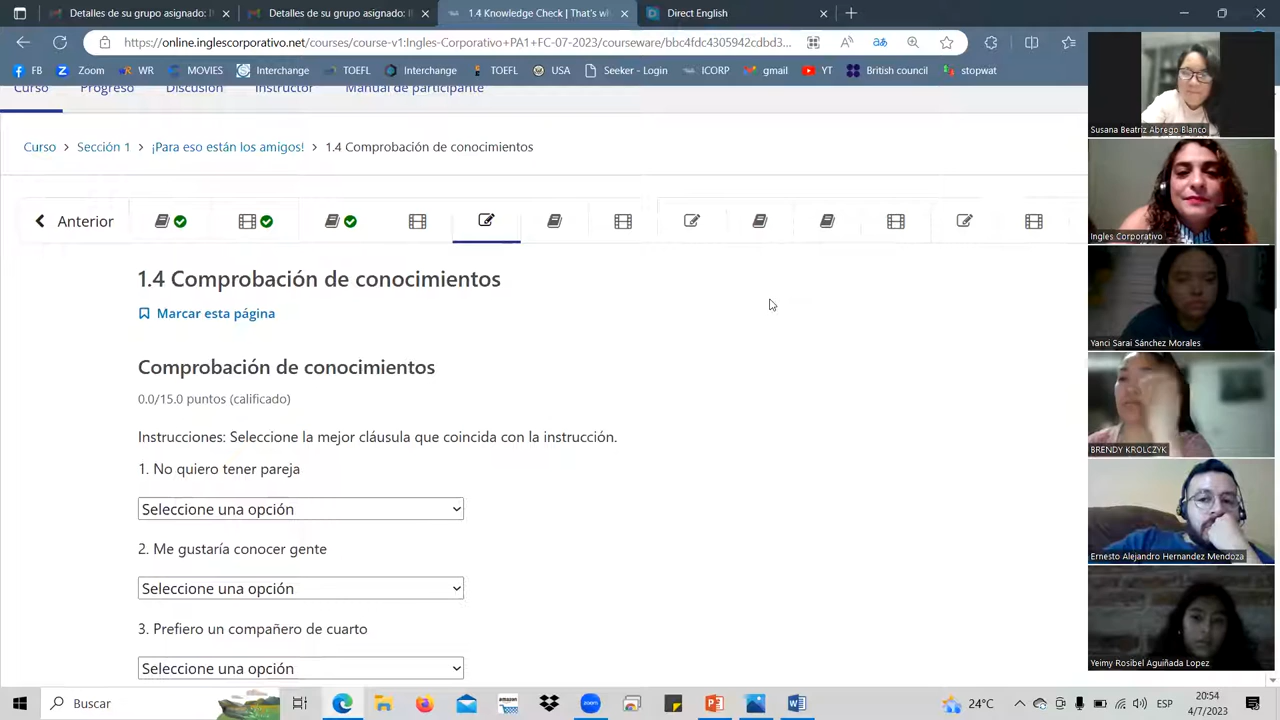 Detalles de su grupo asignado: I
Detalles de su grupo asignado: I
1.4 Knowledge Check | That's wh
Direct English
https://online.inglescorporativo.net/courses/course-v1:Ingles-Corporativo+PA1+FC-07-2023/courseware/bbc4fdc4305942cdbd3...
FB
Zoom
WR
MOVIES
Interchange
TOEFL
Interchange
TOEFL
USA
Seeker - Login
ICORP
gmail
YT
British council
stopwat
Curso
Progreso
Discusión
Instructor
Manual de participante
Curso > Sección 1 > ¡Para eso están los amigos! > 1.4 Comprobación de conocimientos
Anterior
1.4 Comprobación de conocimientos
Marcar esta página
Comprobación de conocimientos
0.0/15.0 puntos (calificado)
Instrucciones: Seleccione la mejor cláusula que coincida con la instrucción.
1. No quiero tener pareja
Seleccione una opción
2. Me gustaría conocer gente
Seleccione una opción
3. Prefiero un compañero de cuarto
Seleccione una opción
Susana Beatriz Abrego Blanco
Ingles Corporativo
Yanci Sarai Sánchez Morales
BRENDY KROLCZYK
Ernesto Alejandro Hernandez Mendoza
Yeimy Rosibel Aguiñada Lopez
Buscar
amazon
zoom
24°C
ESP
20:54
4/7/2023